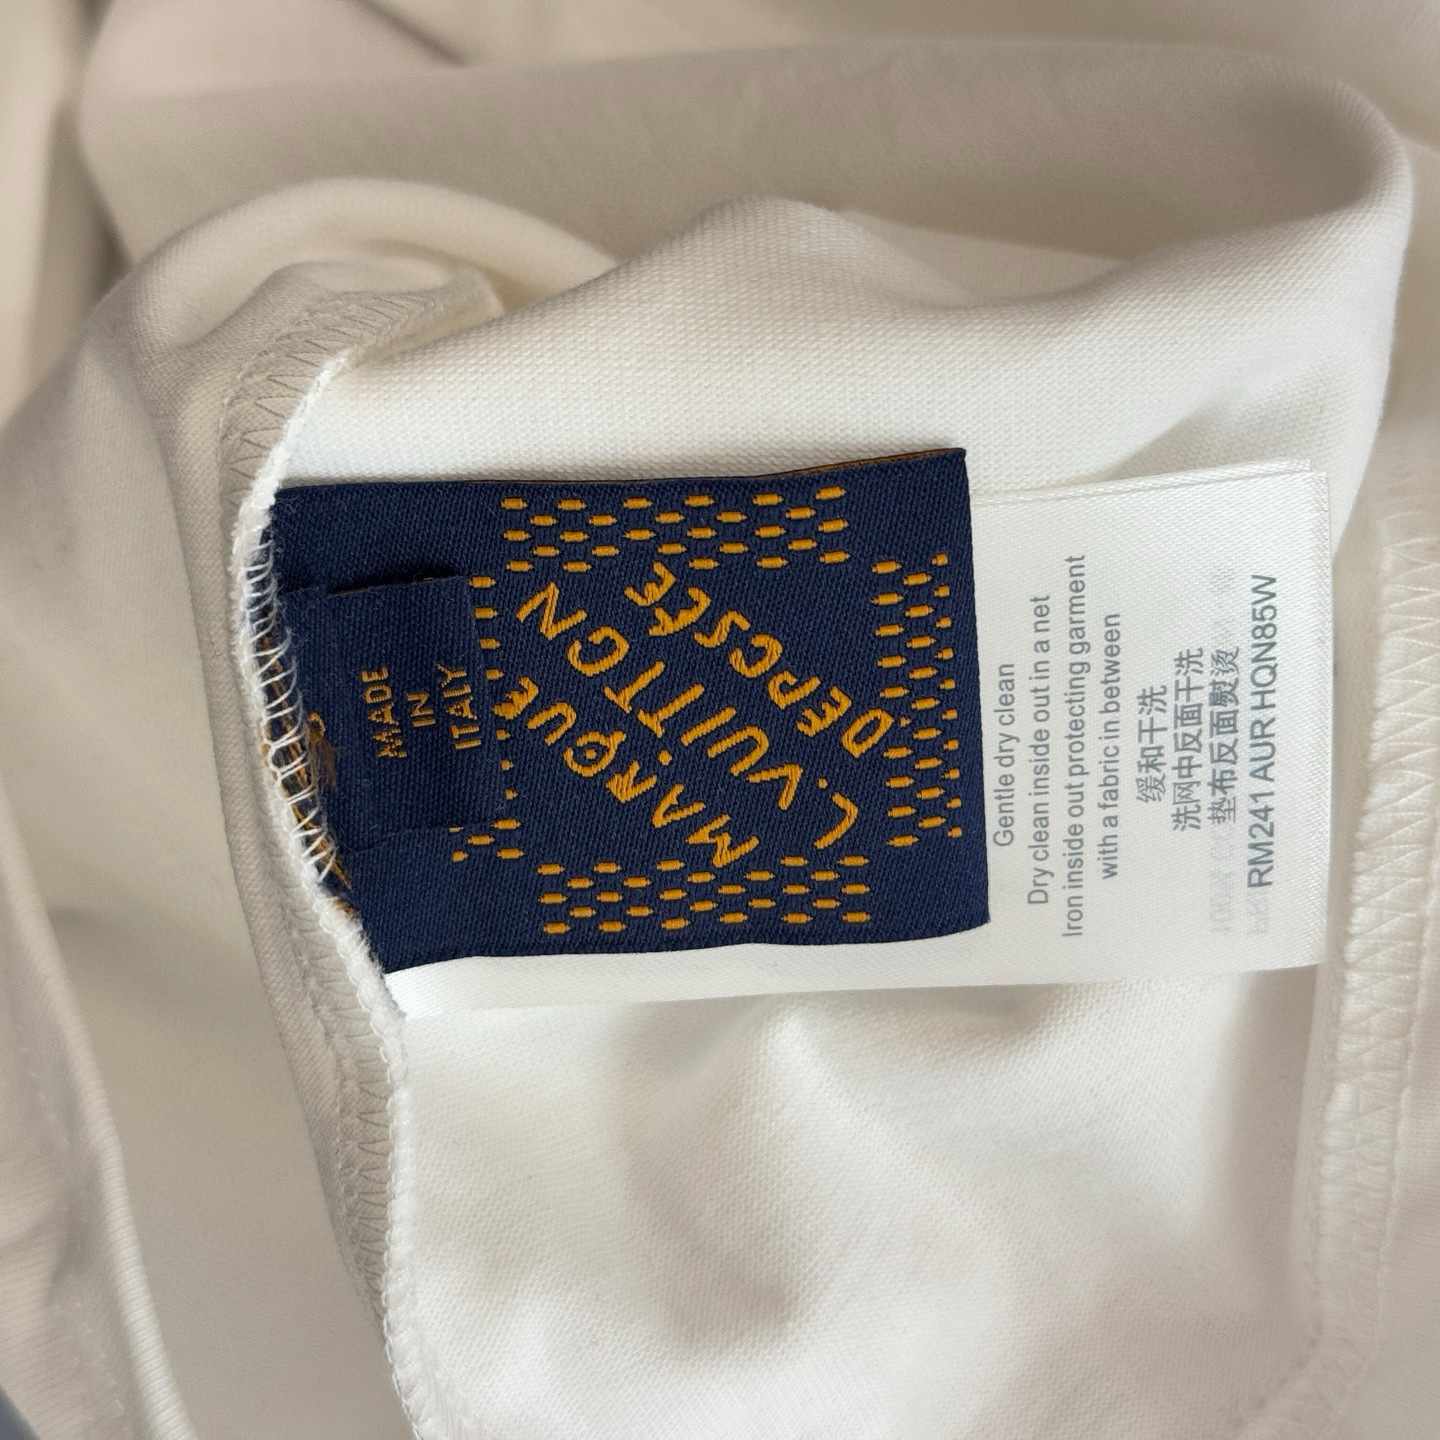 MADE
IN
ITALY
MARQUE
L.VUITTON
DÉPOSÉE
Gentle dry clean
Dry clean inside out in a net
Iron inside out protecting garment
with a fabric in between
缓和干洗
洗网中反面干洗
垫布反面熨烫
RM241 AUR HQN85W